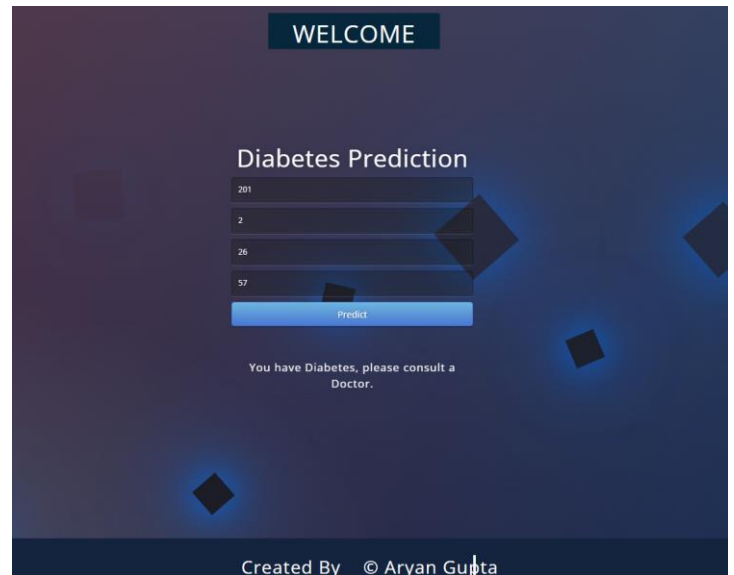 WELCOME
Diabetes Prediction
201
2
26
57
Predict
You have Diabetes, please consult a
Doctor.
Created By © Aryan Gupta